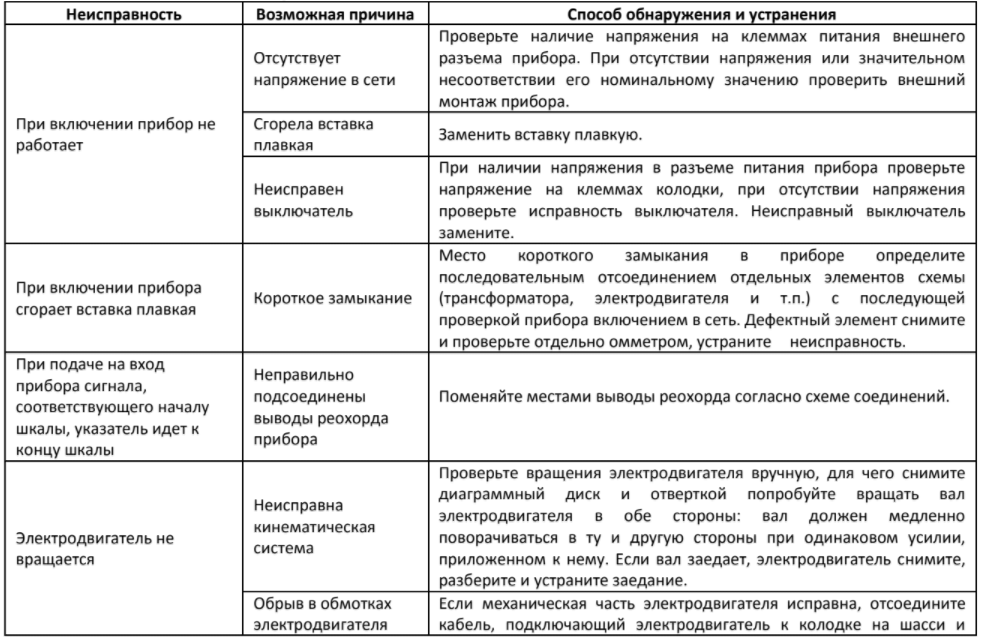 Неисправность
Возможная причина
Способ обнаружения и устранения
При включении прибор не
работает
Отсутствует
напряжение в сети
Проверьте наличие напряжения на клеммах питания внешнего
разъема прибора. При отсутствии напряжения или значительном
несоответствии его номинальному значению проверить внешний
монтаж прибора.
Сгорела вставка
плавкая
Заменить вставку плавкую.
Неисправен
выключатель
При наличии напряжения в разъеме питания прибора проверьте
напряжение на клеммах колодки, при отсутствии напряжения
проверьте исправность выключателя. Неисправный выключатель
замените.
При включении прибора
сгорает вставка плавкая
Короткое замыкание
Место короткого замыкания в приборе определите
последовательным отсоединением отдельных элементов схемы
(трансформатора, электродвигателя и т.п.) с последующей
проверкой прибора включением в сеть. Дефектный элемент снимите
и проверьте отдельно омметром, устраните неисправность.
При подаче на вход
прибора сигнала,
соответствующего началу
шкалы, указатель идет к
концу шкалы
Неправильно
подсоединены
выводы реохорда
прибора
Поменяйте местами выводы реохорда согласно схеме соединений.
Электродвигатель не
вращается
Неисправна
кинематическая
система
Проверьте вращения электродвигателя вручную, для чего снимите
диаграммный диск и отверткой попробуйте вращать вал
электродвигателя в обе стороны: вал должен медленно
поворачиваться в ту и другую стороны при одинаковом усилии,
приложенном к нему. Если вал заедает, электродвигатель снимите,
разберите и устраните заедание.
Обрыв в обмотках
электродвигателя
Если механическая часть электродвигателя исправна, отсоедините
кабель, подключающий электродвигатель к колодке на шасси и